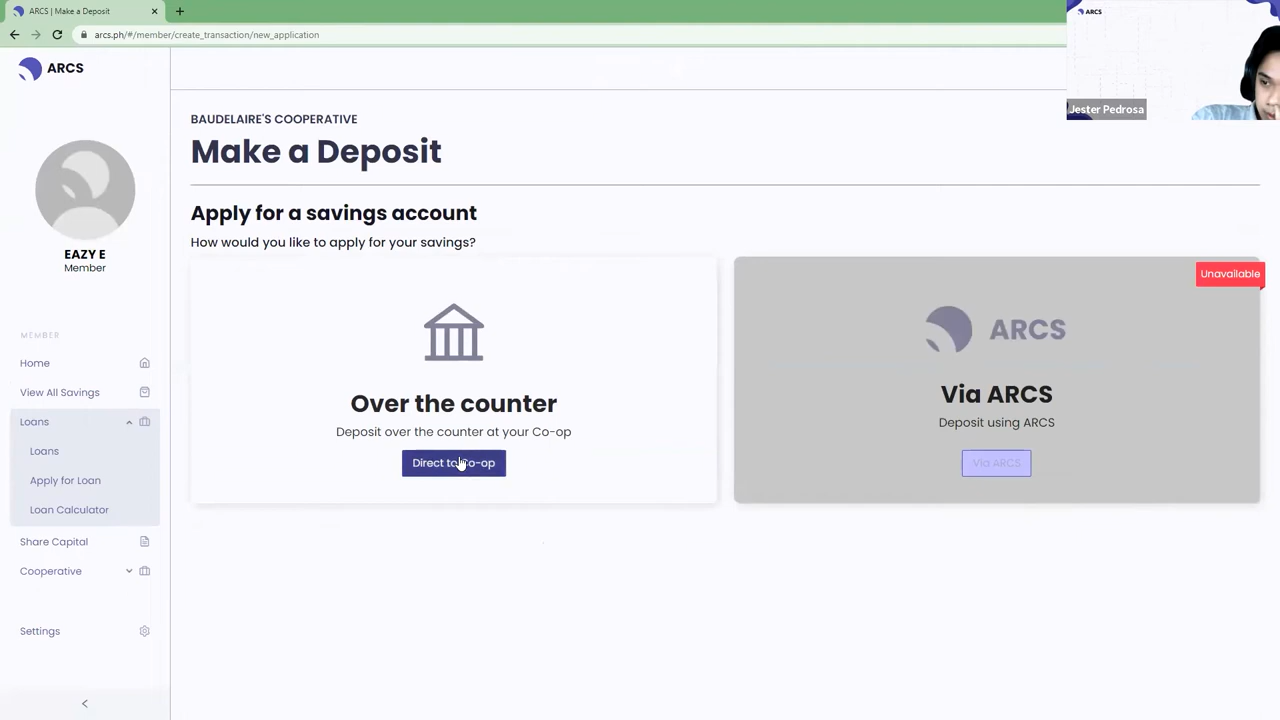 ARCS | Make a Deposit
arcs.ph/#/member/create_transaction/new_application
ARCS
Jester Pedrosa
ARCS
EAZY E
Member
MEMBER
Home
View All Savings
Loans
Loans
Apply for Loan
Loan Calculator
Share Capital
Cooperative
Settings
BAUDELAIRE'S COOPERATIVE
Make a Deposit
Apply for a savings account
How would you like to apply for your savings?
Over the counter
Deposit over the counter at your Co-op
Direct to Co-op
Unavailable
ARCS
Via ARCS
Deposit using ARCS
Via ARCS